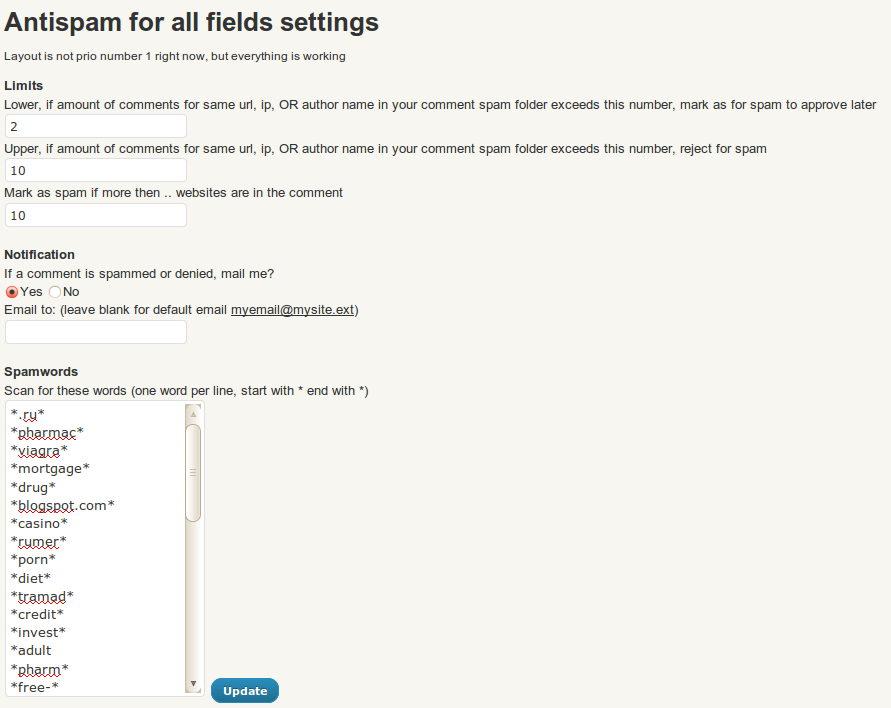 Antispam for all fields settings
Layout is not prio number 1 right now, but everything is working
Limits
Lower, if amount of comments for same url, ip, OR author name in your comment spam folder exceeds this number, mark as for spam to approve later
2
Upper, if amount of comments for same url, ip, OR author name in your comment spam folder exceeds this number, reject for spam
10
Mark as spam if more then .. websites are in the comment
10
Notification
If a comment is spammed or denied, mail me?
Yes No
Email to: (leave blank for default email myemail@mysite.ext)
Spamwords
Scan for these words (one word per line, start with * end with *)
*.ru*
*pharmac*
*viagra*
*mortgage*
*drug*
*blogspot.com*
*casino*
*rumer*
*porn*
*diet*
*tramad*
*credit*
*invest*
*adult
*pharm*
*free-*
Update